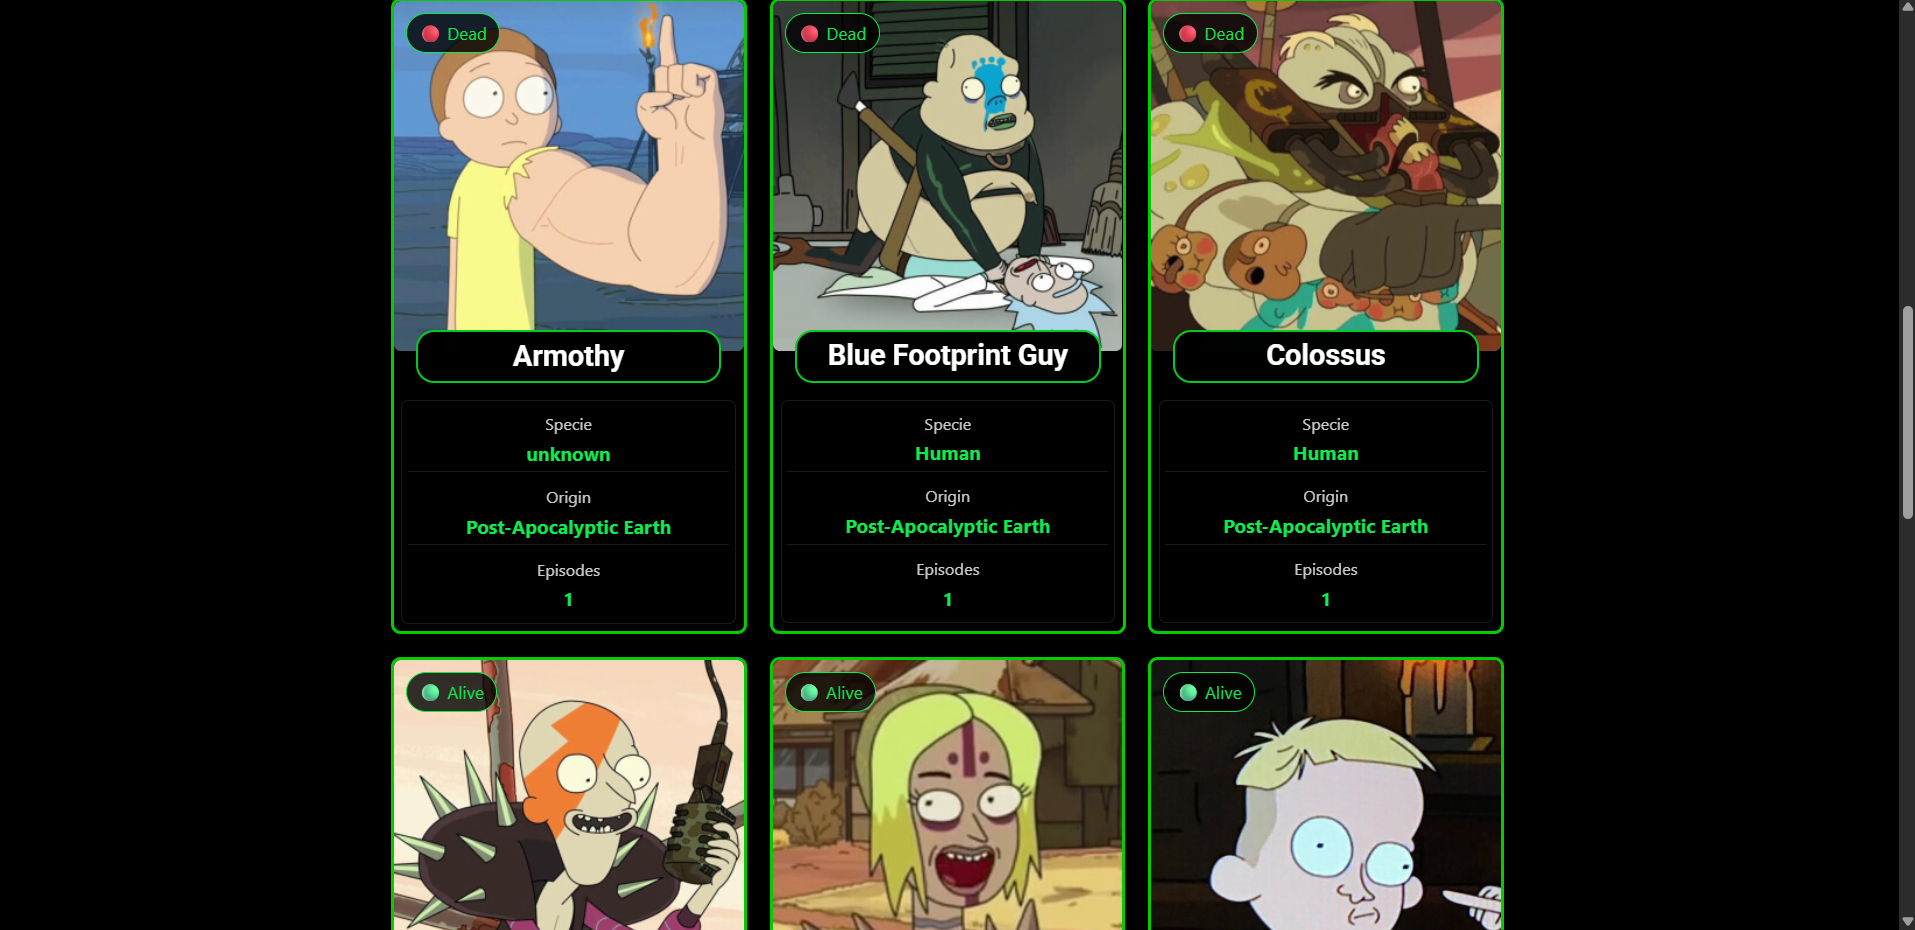 Dead
Dead
Dead
Armothy
Blue Footprint Guy
Colossus
Specie
unknown
Origin
Post-Apocalyptic Earth
Episodes
1
Specie
Human
Origin
Post-Apocalyptic Earth
Episodes
1
Specie
Human
Origin
Post-Apocalyptic Earth
Episodes
1
Alive
Alive
Alive